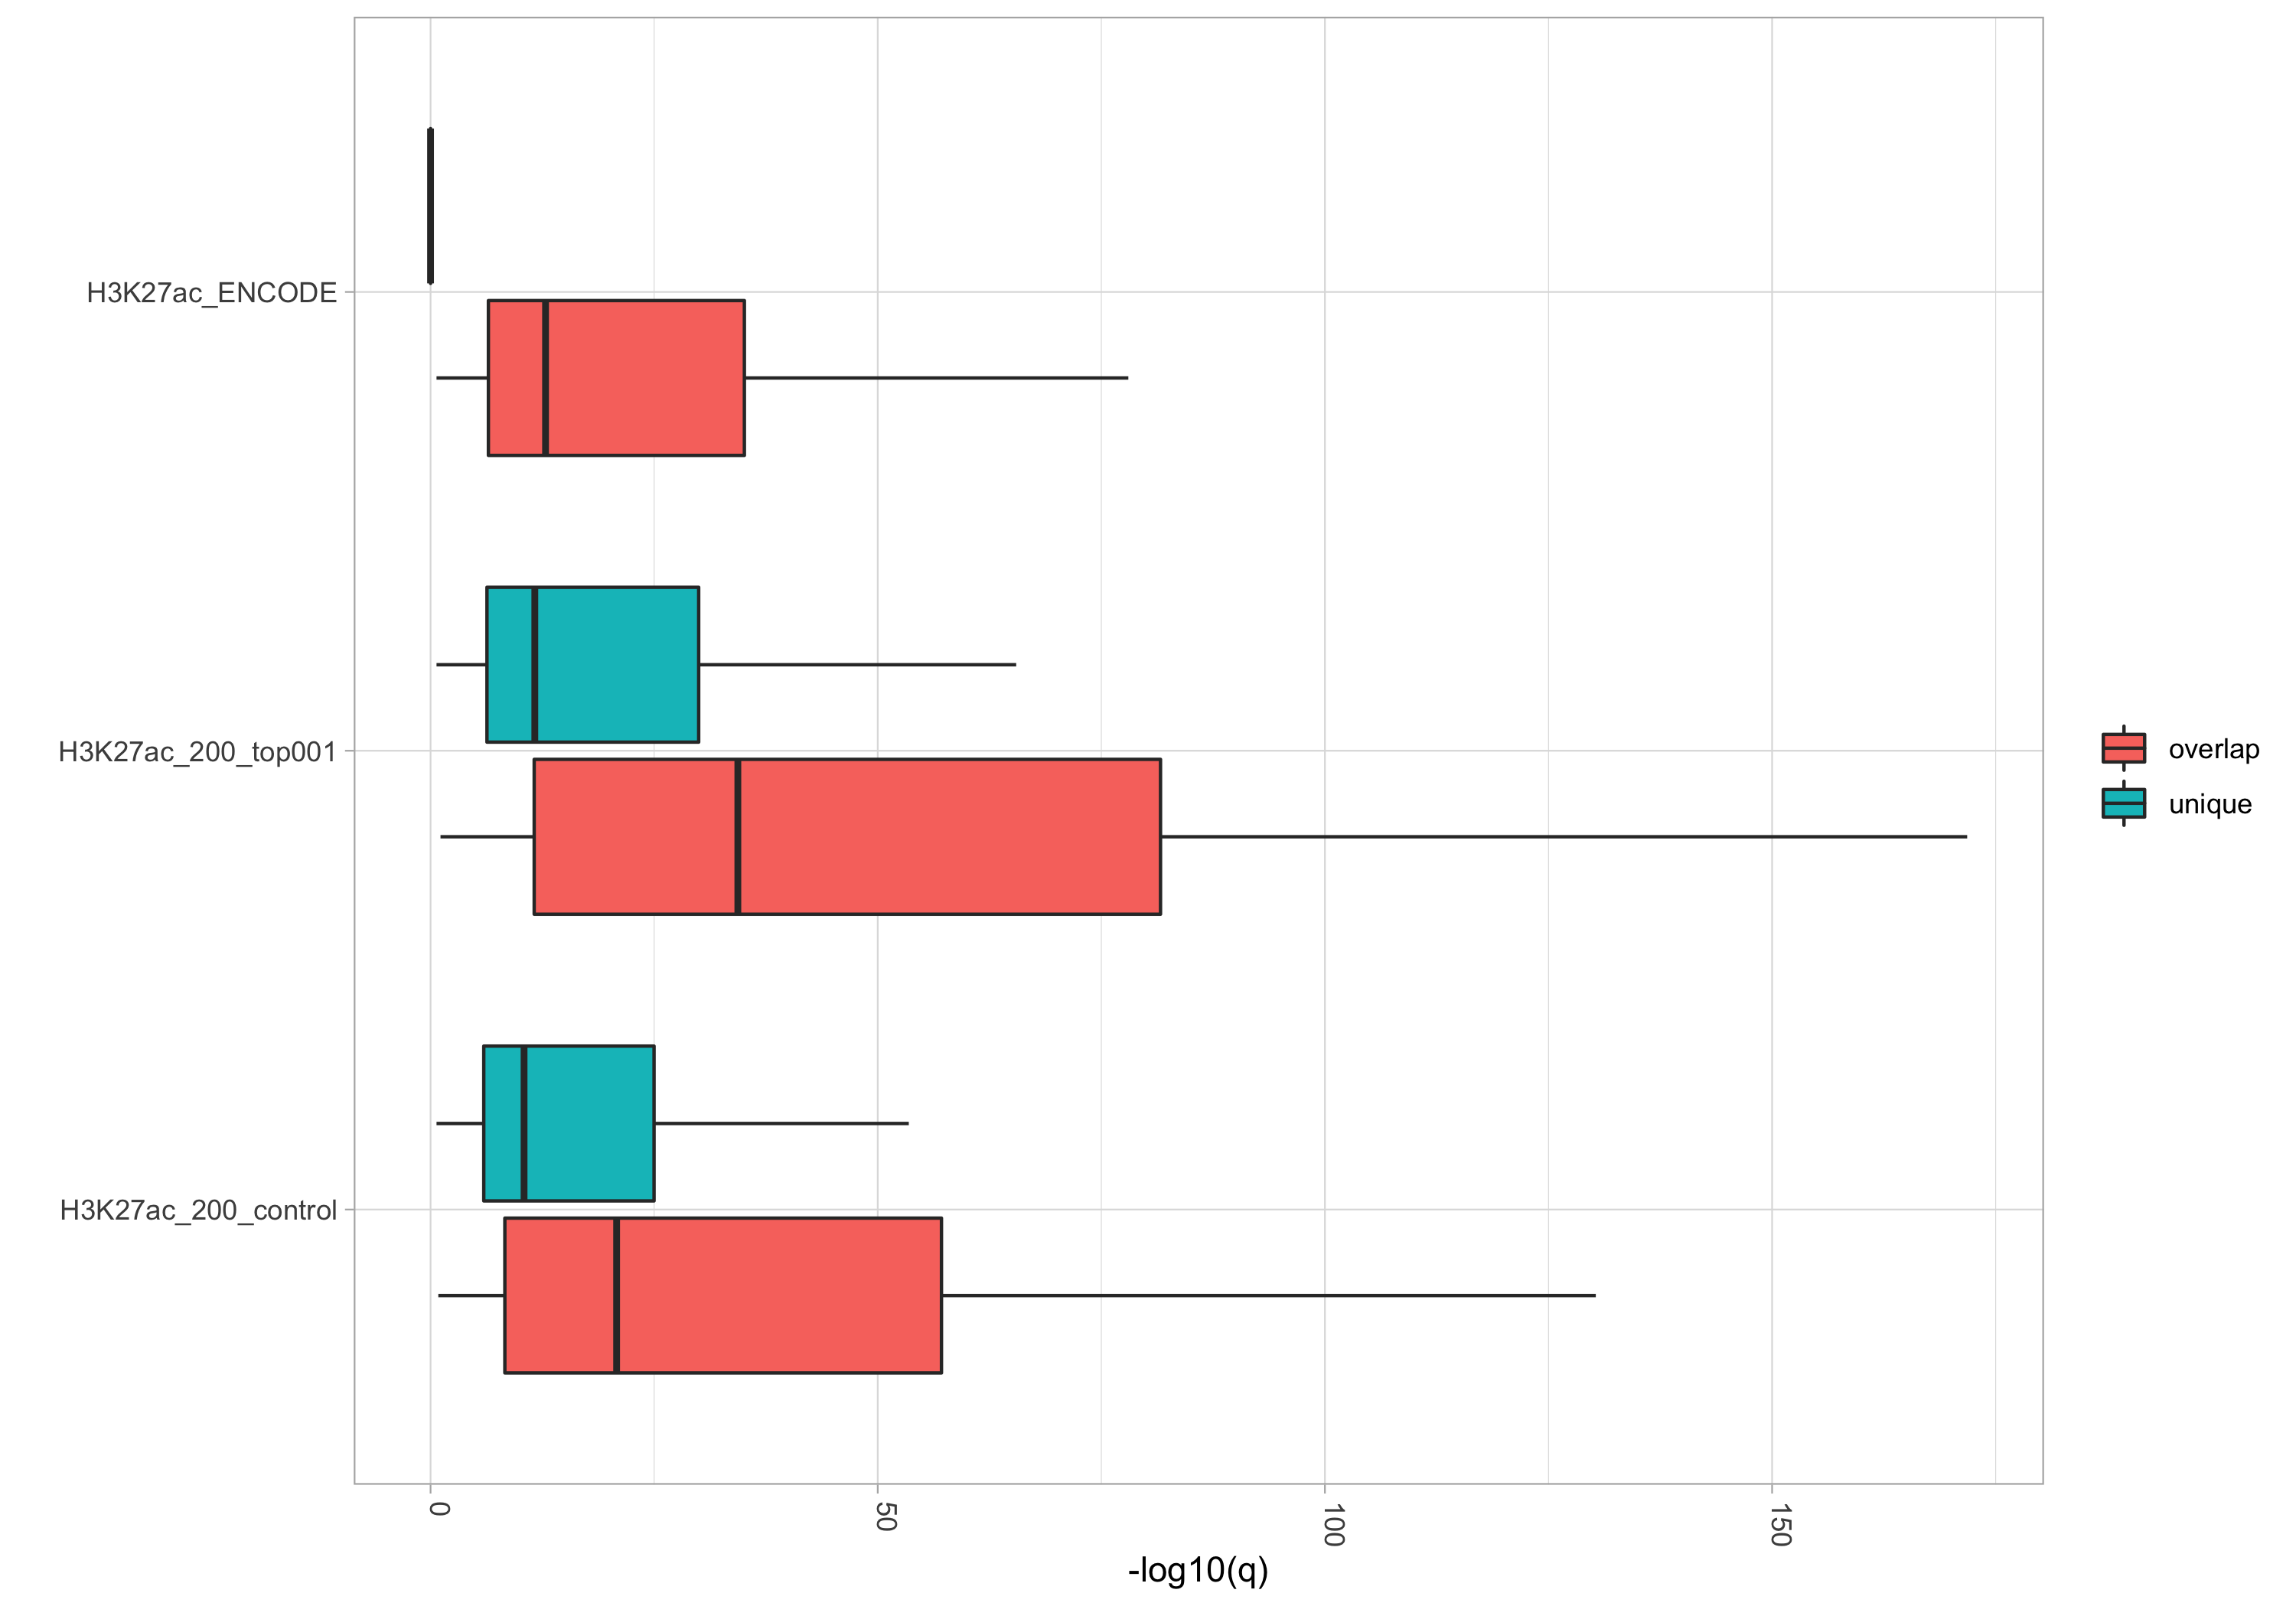 H3K27ac_ENCODE
H3K27ac_200_top001
H3K27ac_200_control
0
50
100
150
-log10(q)
overlap
unique